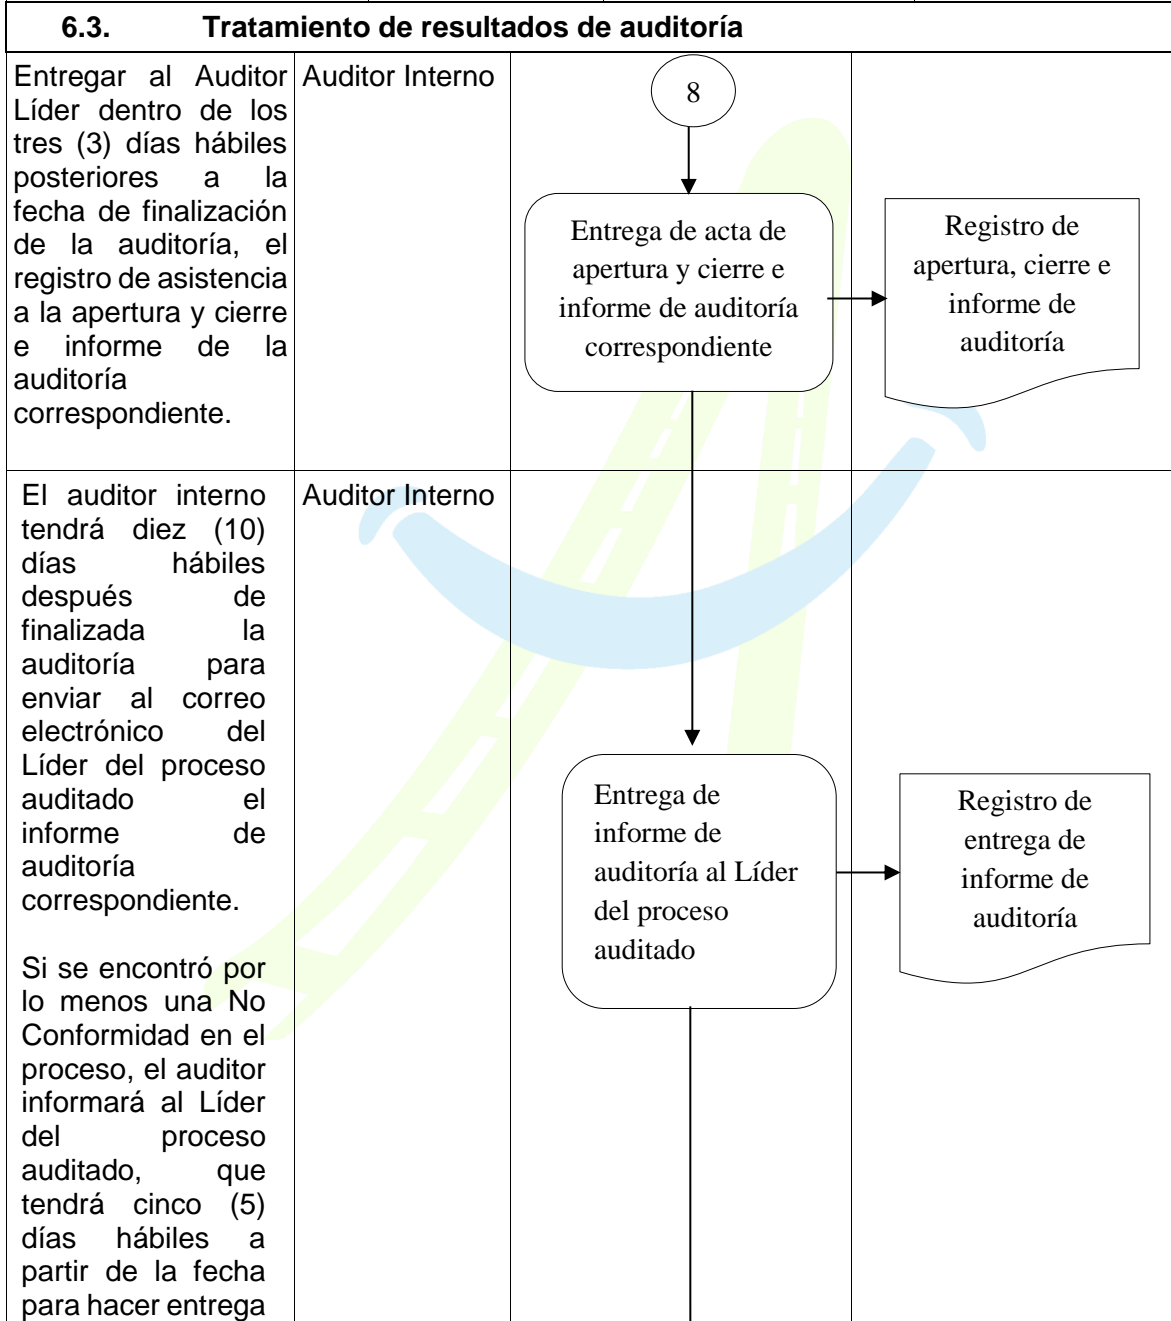 6.3. Tratamiento de resultados de auditoría
Entregar al Auditor
Líder dentro de los
tres (3) días hábiles
posteriores a la
fecha de finalización
de la auditoría, el
registro de asistencia
a la apertura y cierre
e informe de la
auditoría
correspondiente.
Auditor Interno
8
Entrega de acta de
apertura y cierre e
informe de auditoría
correspondiente
Registro de
apertura, cierre e
informe de
auditoría
El auditor interno
tendrá diez (10)
días hábiles
después de
finalizada la
auditoría para
enviar al correo
electrónico del
Líder del proceso
auditado el
informe de
auditoría
correspondiente.
Si se encontró por
lo menos una No
Conformidad en el
proceso, el auditor
informará al Líder
del proceso
auditado, que
tendrá cinco (5)
días hábiles a
partir de la fecha
para hacer entrega
Auditor Interno
Entrega de
informe de
auditoría al Líder
del proceso
auditado
Registro de
entrega de
informe de
auditoría